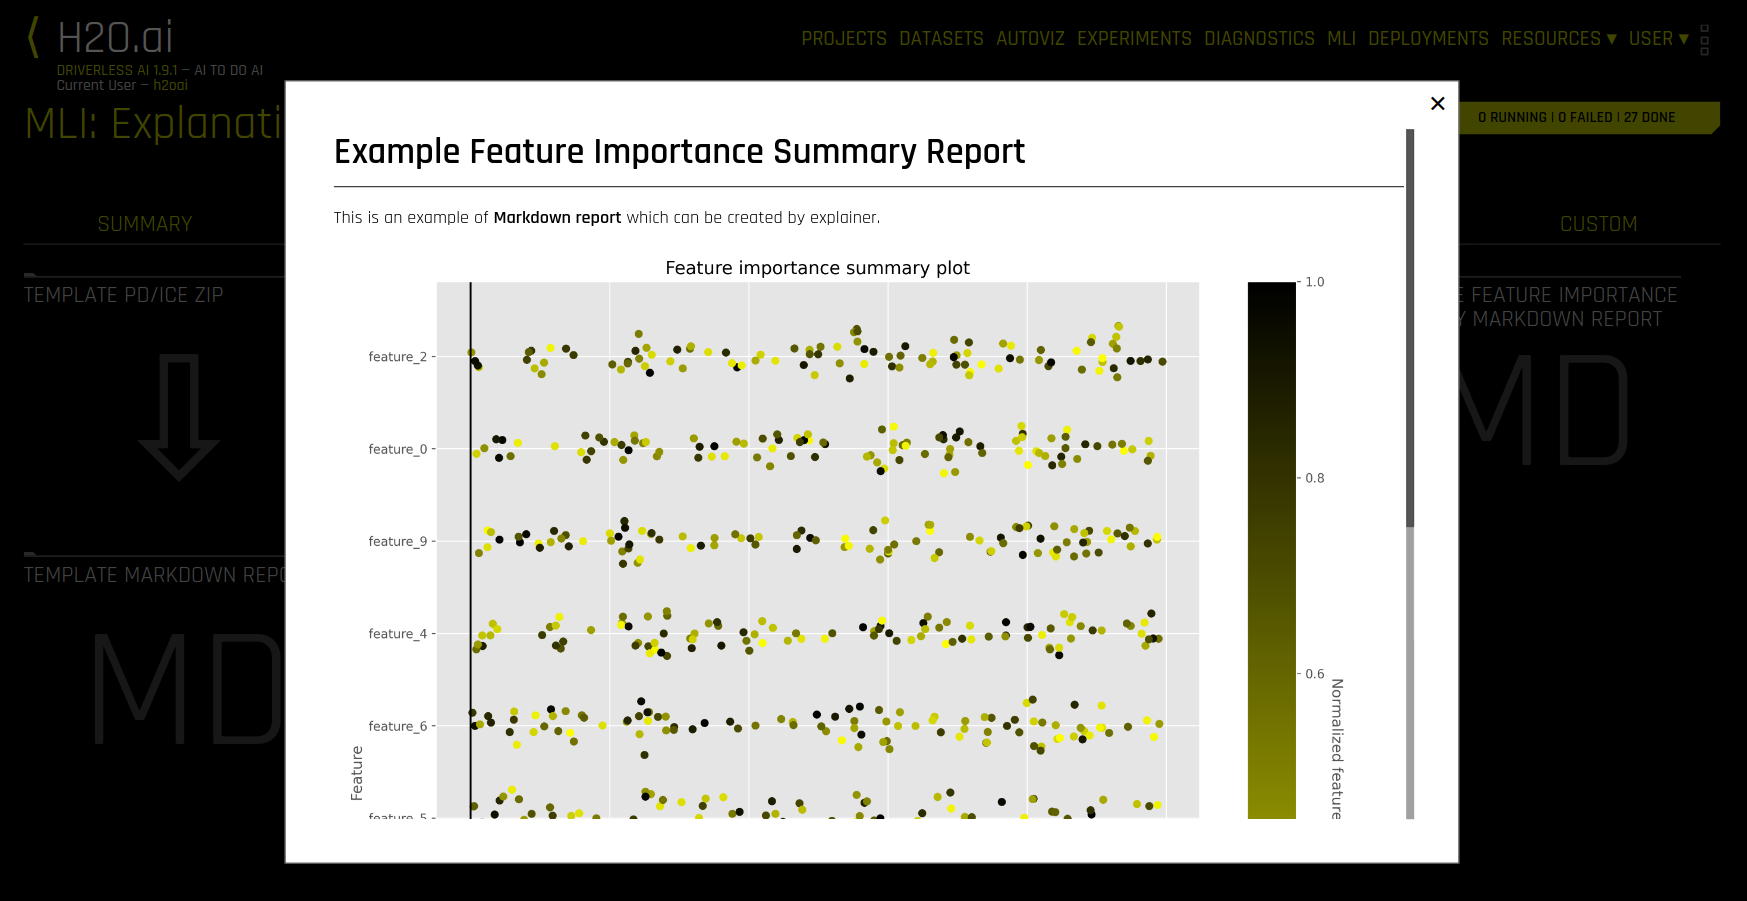 H2O.ai
PROJECTS DATASETS AUTOVIZ EXPERIMENTS DIAGNOSTICS MLI DEPLOYMENTS RESOURCES ▾ USER ▾
DRIVERLESS AI 1.9.1 – AI TO DO AI
Current User – h2oai
MLI: Explanati
0 RUNNING | 0 FAILED | 27 DONE
SUMMARY
CUSTOM
TEMPLATE PD/ICE ZIP
E FEATURE IMPORTANCE
Y MARKDOWN REPORT
MD
TEMPLATE MARKDOWN REPO
MD
×
Example Feature Importance Summary Report
This is an example of Markdown report which can be created by explainer.
Feature importance summary plot
feature_2
feature_0
feature_9
feature_4
feature_6
feature_5
Feature
1.0
0.8
0.6
Normalized feature